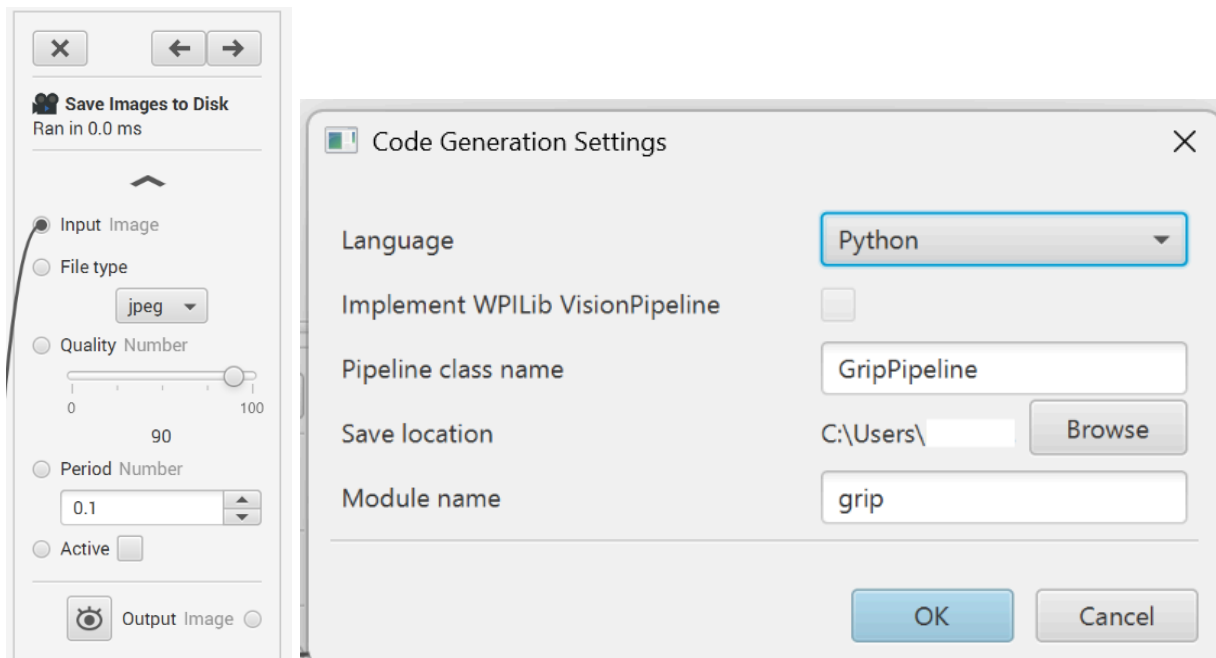 Save Images to Disk
Ran in 0.0 ms
Input Image
File type
jpeg
Quality Number
0 100
90
Period Number
0.1
Active
Output Image
Code Generation Settings
Language Python
Implement WPILib VisionPipeline
Pipeline class name GripPipeline
Save location C:\Users\ Browse
Module name grip
OK Cancel